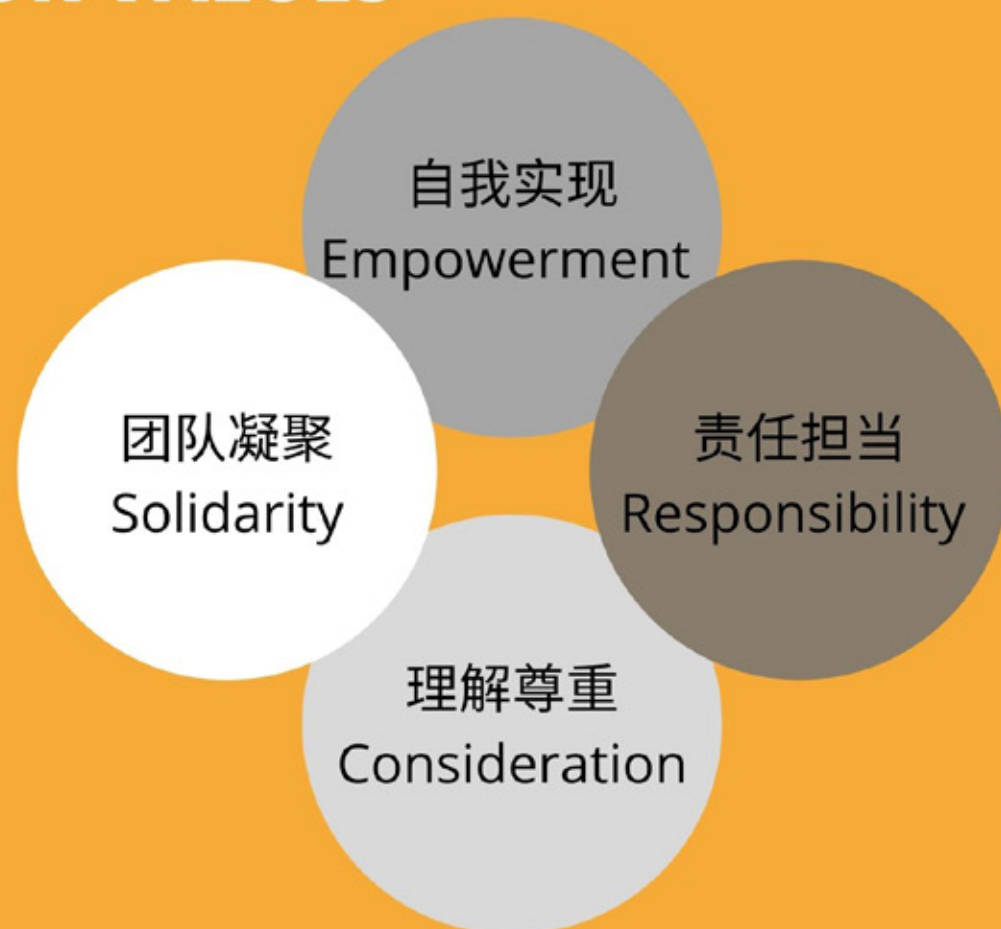 自我实现
Empowerment
团队凝聚
Solidarity
责任担当
Responsibility
理解尊重
Consideration